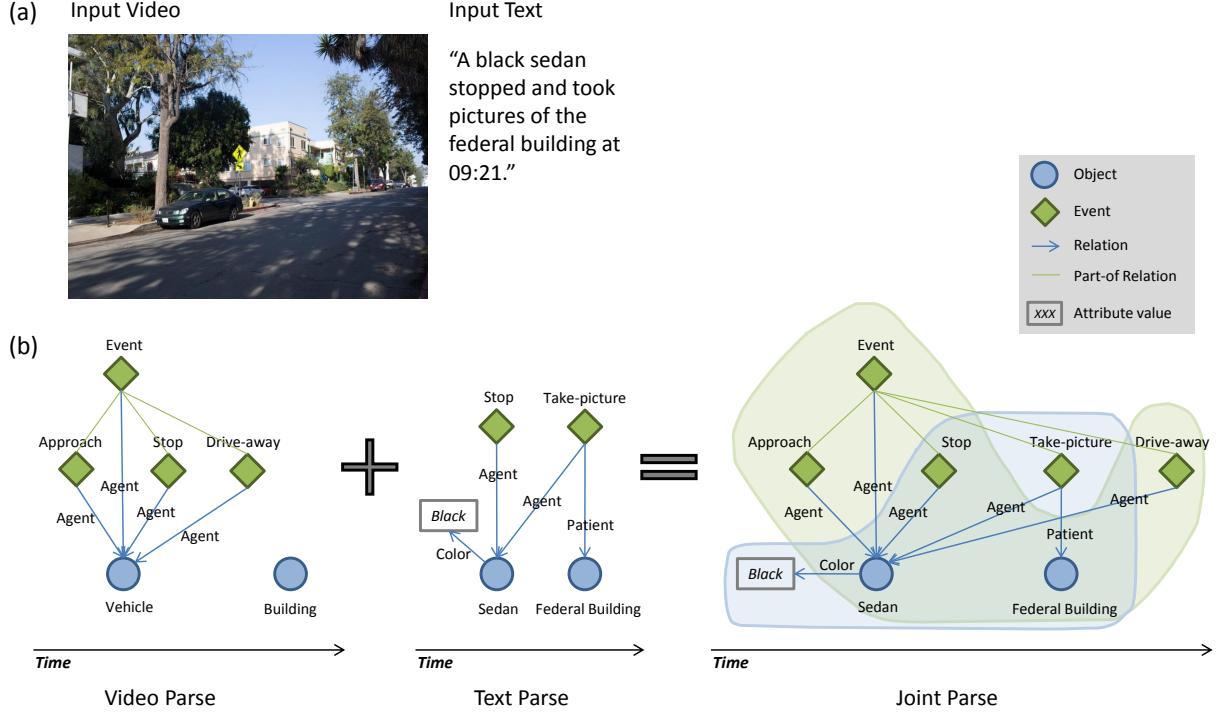 (a)
Input Video
Input Text
“A black sedan
stopped and took
pictures of the
federal building at
09:21.”
Object
Event
Relation
Part-of Relation
xxx Attribute value
(b)
Event
Approach
Stop
Drive-away
Agent
Agent
Agent
Agent
Vehicle
Building
Time
Video Parse
Stop
Take-picture
Agent
Agent
Black
Patient
Color
Sedan
Federal Building
Time
Text Parse
Event
Approach
Stop
Take-picture
Drive-away
Agent
Agent
Agent
Agent
Agent
Patient
Black
Color
Sedan
Federal Building
Time
Joint Parse